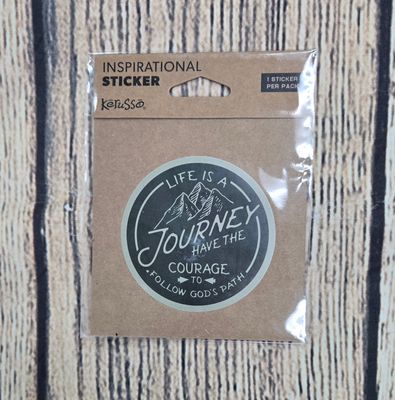 INSPIRATIONAL
STICKER
Kerusso
1 STICKER
PER PACK
LIFE IS A
JOURNEY
HAVE THE
COURAGE
TO
FOLLOW GOD'S PATH